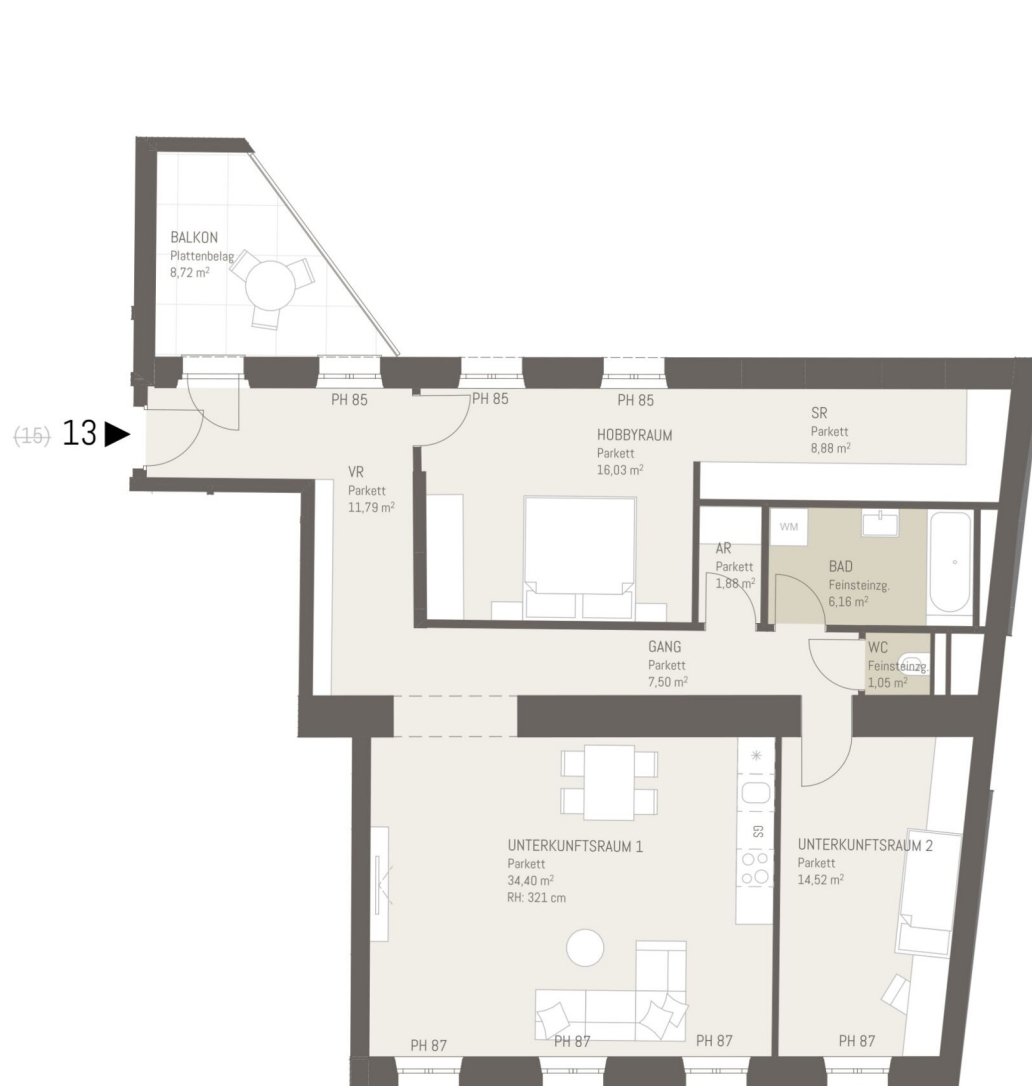 BALKON
Plattenbelag
8,72 m²
(15) 13
PH 85
PH 85
PH 85
SR
Parkett
8,88 m²
HOBBYRAUM
Parkett
16,03 m²
VR
Parkett
11,79 m²
WM
AR
Parkett
1,88 m²
BAD
Feinsteinzg.
6,16 m²
GANG
Parkett
7,50 m²
WC
Feinsteinzg.
1,05 m²
GS
UNTERKUNFTSRAUM 1
Parkett
34,40 m²
RH: 321 cm
UNTERKUNFTSRAUM 2
Parkett
14,52 m²
PH 87
PH 87
PH 87
PH 87